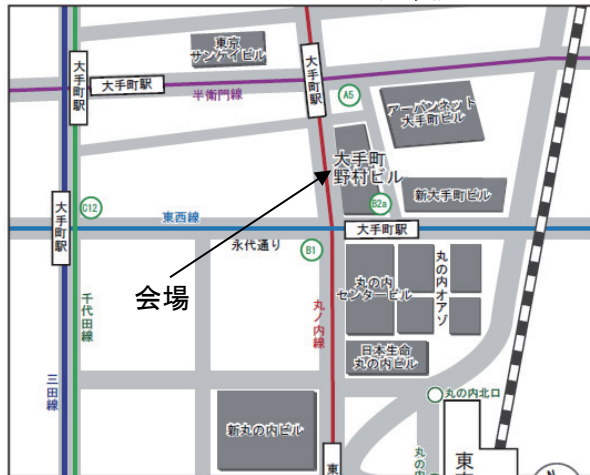 東京
サンケイビル
大手町駅
大手町駅
大手町駅
半蔵門線
A5
アーバンネット
大手町ビル
大手町
野村ビル
新大手町ビル
B2a
C12
大手町駅
東西線
大手町駅
永代通り
B1
会場
丸の内
センタービル
丸の内オアゾ
千代田線
丸ノ内線
日本生命
丸の内ビル
三田線
丸の内北口
新丸の内ビル
丸の内
東
東
N